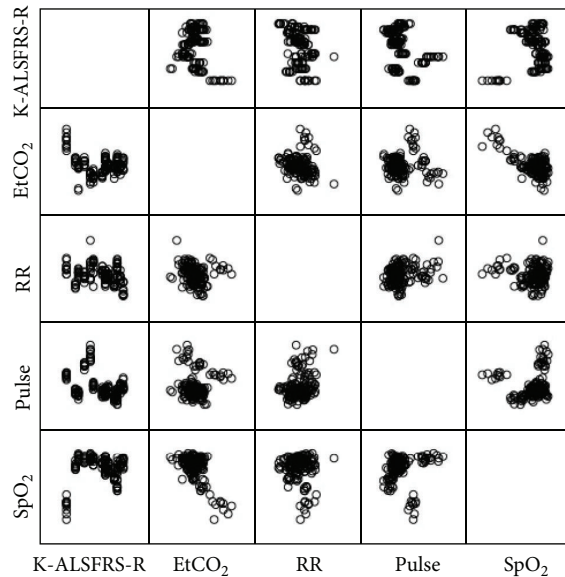 K-ALSFRS-R
EtCO₂
RR
Pulse
SpO₂
K-ALSFRS-R EtCO₂ RR Pulse SpO₂